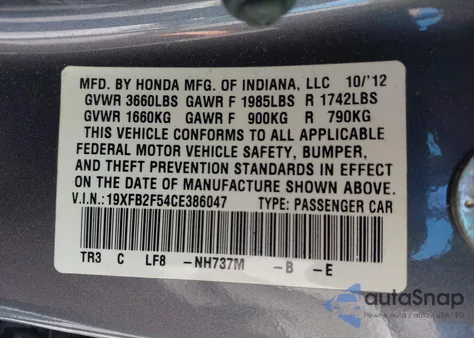 MFD. BY HONDA MFG. OF INDIANA, LLC 10/'12
GVWR 3660LBS GAWR F 1985LBS R 1742LBS
GVWR 1660KG GAWR F 900KG R 790KG
THIS VEHICLE CONFORMS TO ALL APPLICABLE
FEDERAL MOTOR VEHICLE SAFETY, BUMPER,
AND THEFT PREVENTION STANDARDS IN EFFECT
ON THE DATE OF MANUFACTURE SHOWN ABOVE.
V.I.N.: 19XFB2F54CE386047 TYPE: PASSENGER CAR
TR3 C LF8 -NH737M -B -E
autoSnap